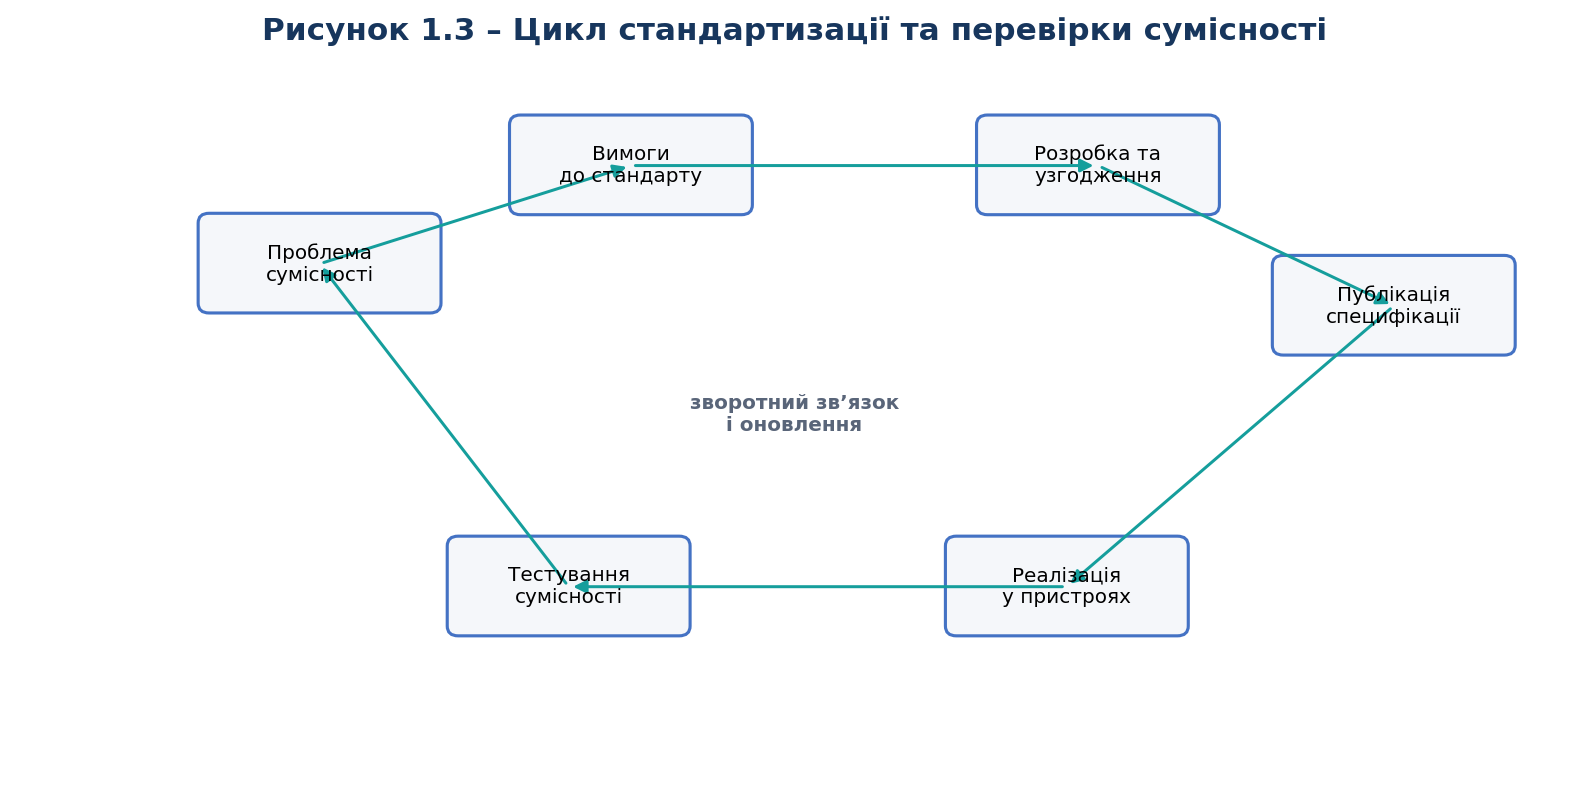 Рисунок 1.3 – Цикл стандартизації та перевірки сумісності
Вимоги
до стандарту
Розробка та
узгодження
Проблема
сумісності
Публікація
специфікації
зворотний зв’язок
і оновлення
Тестування
сумісності
Реалізація
у пристроях